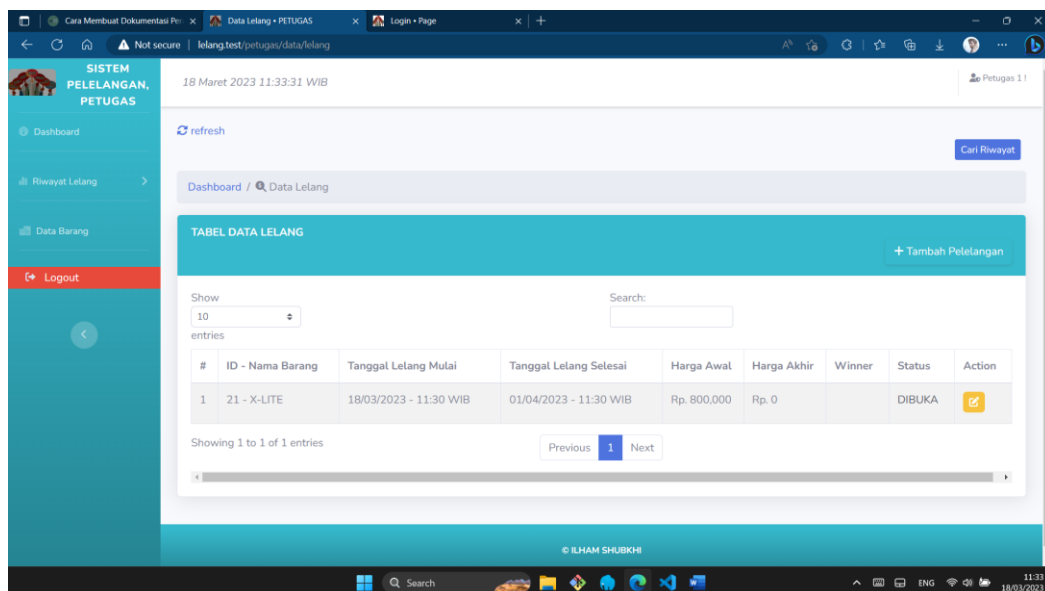 Cara Membuat Dokumentasi Per
Data Lelang • PETUGAS
Login • Page
Not secure
lelang.test/petugas/data/lelang
SISTEM
PELELANGAN,
PETUGAS
18 Maret 2023 11:33:31 WIB
Petugas 1 !
Dashboard
refresh
Cari Riwayat
Riwayat Lelang
Dashboard / Data Lelang
Data Barang
TABEL DATA LELANG
+ Tambah Pelelangan
Logout
Show
10
entries
Search:
# ID - Nama Barang Tanggal Lelang Mulai Tanggal Lelang Selesai Harga Awal Harga Akhir Winner Status Action
1 21 - X-LITE 18/03/2023 - 11:30 WIB 01/04/2023 - 11:30 WIB Rp. 800,000 Rp. 0 DIBUKA
Showing 1 to 1 of 1 entries
Previous 1 Next
© ILHAM SHUBKHI
Search
ENG
11:33
18/03/2023